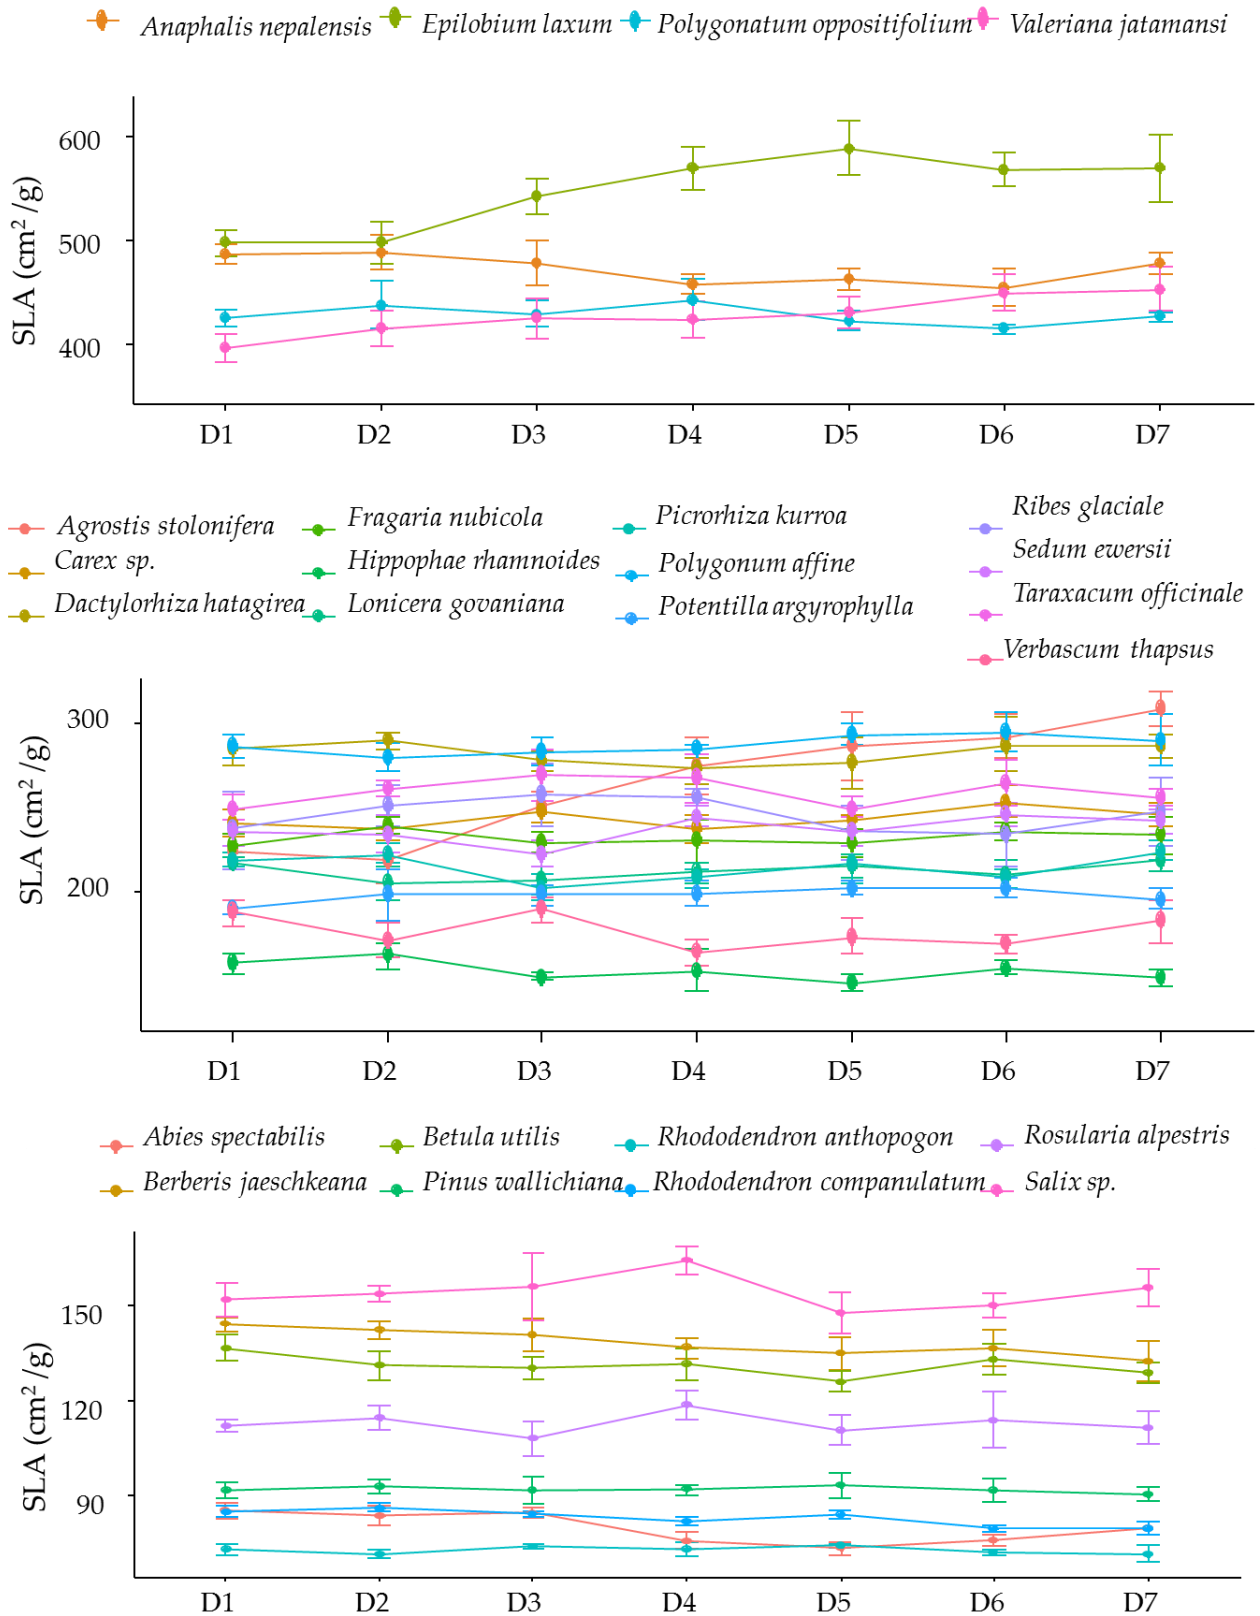 Anaphalis nepalensis Epilobium laxum Polygonatum oppositifolium Valeriana jatamansi
600
500
400
SLA (cm² /g)
D1 D2 D3 D4 D5 D6 D7
Agrostis stolonifera Fragaria nubicola Picrorhiza kurroa Ribes glaciale
Carex sp. Hippophae rhamnoides Polygonum affine Sedum ewersii
Dactylorhiza hatagirea Lonicera govaniana Potentilla argyrophylla Taraxacum officinale
Verbascum thapsus
300
200
SLA (cm² /g)
D1 D2 D3 D4 D5 D6 D7
Abies spectabilis Betula utilis Rhododendron anthopogon Rosularia alpestris
Berberis jaeschkeana Pinus wallichiana Rhododendron companulatum Salix sp.
150
120
90
SLA (cm² /g)
D1 D2 D3 D4 D5 D6 D7